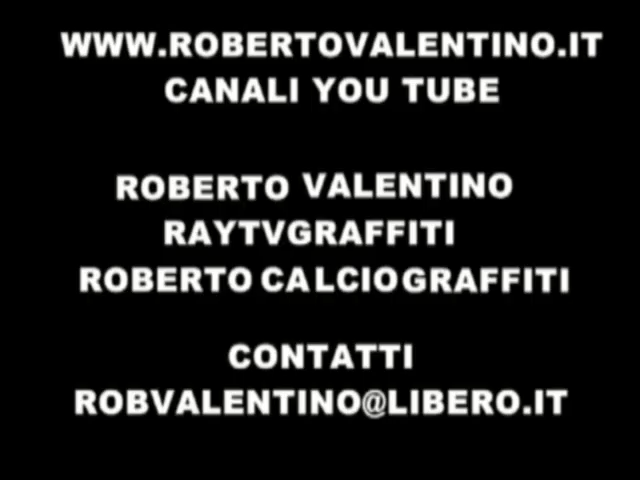 WWW.ROBERTOVALENTINO.IT
CANALI YOU TUBE
ROBERTO VALENTINO
RAYTVGRAFFITI
ROBERTO CALCIOGRAFFITI
CONTATTI
ROBVALENTINO@LIBERO.IT